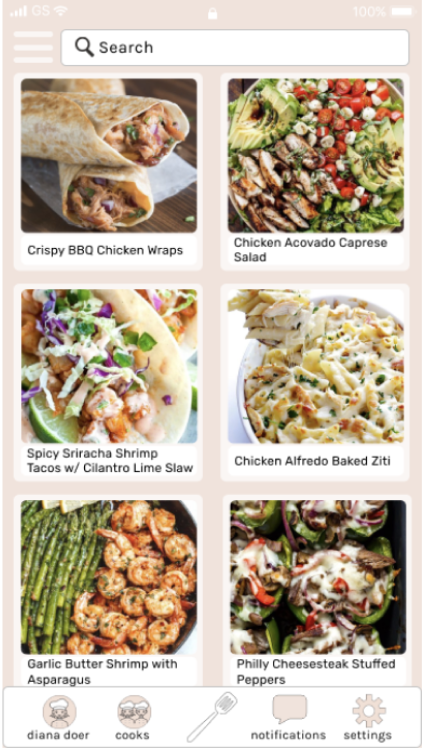 GS 100%
Search
Crispy BBQ Chicken Wraps
Chicken Acovado Caprese
Salad
Spicy Sriracha Shrimp
Tacos w/ Cilantro Lime Slaw
Chicken Alfredo Baked Ziti
Garlic Butter Shrimp with
Asparagus
Philly Cheesesteak Stuffed
Peppers
diana doer cooks notifications settings